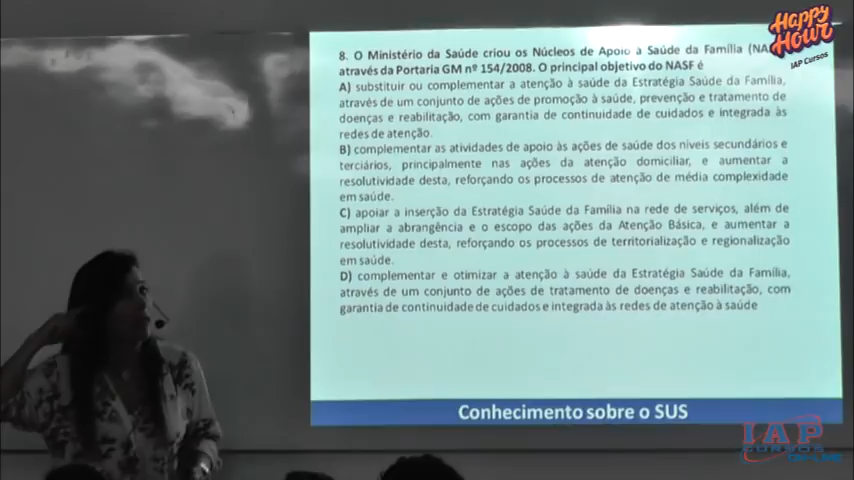 8. O Ministério da Saúde criou os Núcleos de Apoio à Saúde da Família
através da Portaria GM nº 154/2008. O principal objetivo do NASF é
A) substituir ou complementar a atenção à saúde da Estratégia Saúde da Família,
através de um conjunto de ações de promoção à saúde, prevenção e tratamento de
doenças e reabilitação, com garantia de continuidade de cuidados e integrada às
redes de atenção.
B) complementar as atividades de apoio às ações de saúde dos níveis secundários e
terciários, principalmente nas ações da atenção domiciliar, e aumentar a
resolutividade desta, reforçando os processos de atenção de média complexidade
em saúde.
C) apoiar a inserção da Estratégia Saúde da Família na rede de serviços, além de
ampliar a abrangência e o escopo das ações da Atenção Básica, e aumentar a
resolutividade desta, reforçando os processos de territorialização e regionalização
em saúde.
D) complementar e otimizar a atenção à saúde da Estratégia Saúde da Família,
através de um conjunto de ações de tratamento de doenças e reabilitação, com
garantia de continuidade de cuidados e integrada às redes de atenção à saúde
Conhecimento sobre o SUS
Happy
Hour
IAP Cursos
IAP
CURSOS
ON-LINE